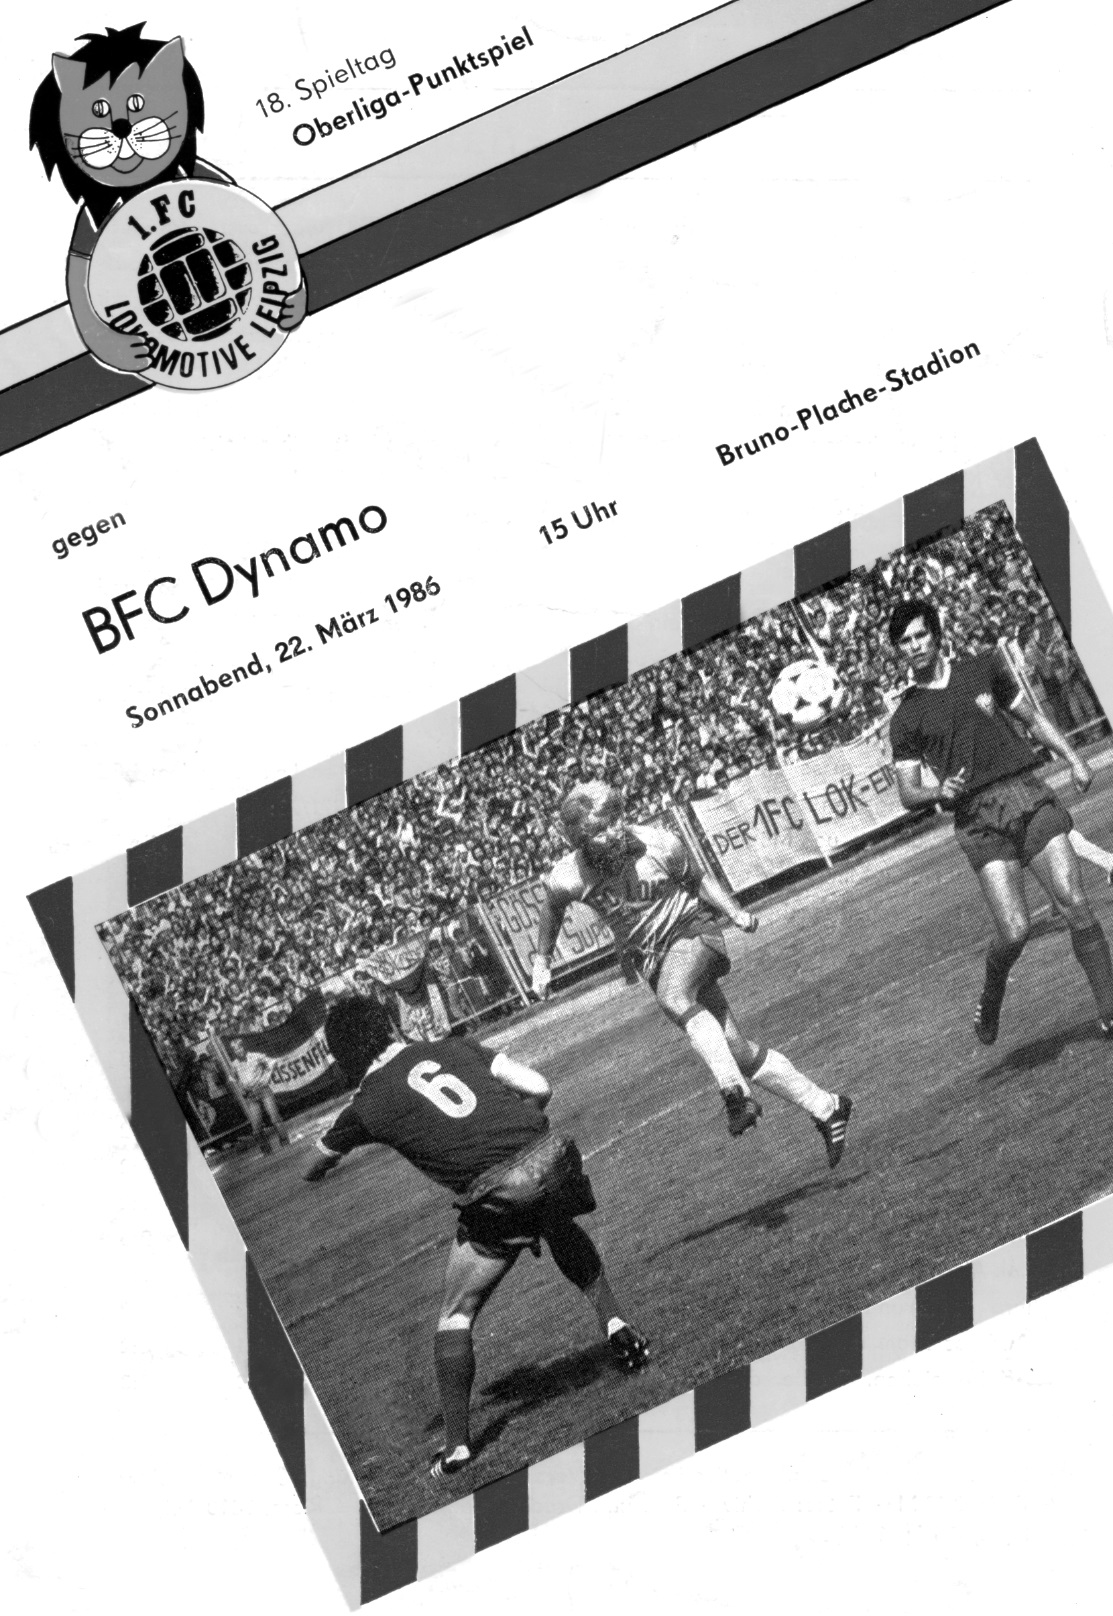 18. Spieltag
Oberliga-Punktspiel
1. FC
LOKOMOTIVE LEIPZIG
Bruno-Plache-Stadion
gegen
15 Uhr
BFC Dynamo
Sonnabend, 22. März 1986
DER 1FC LOK-
6